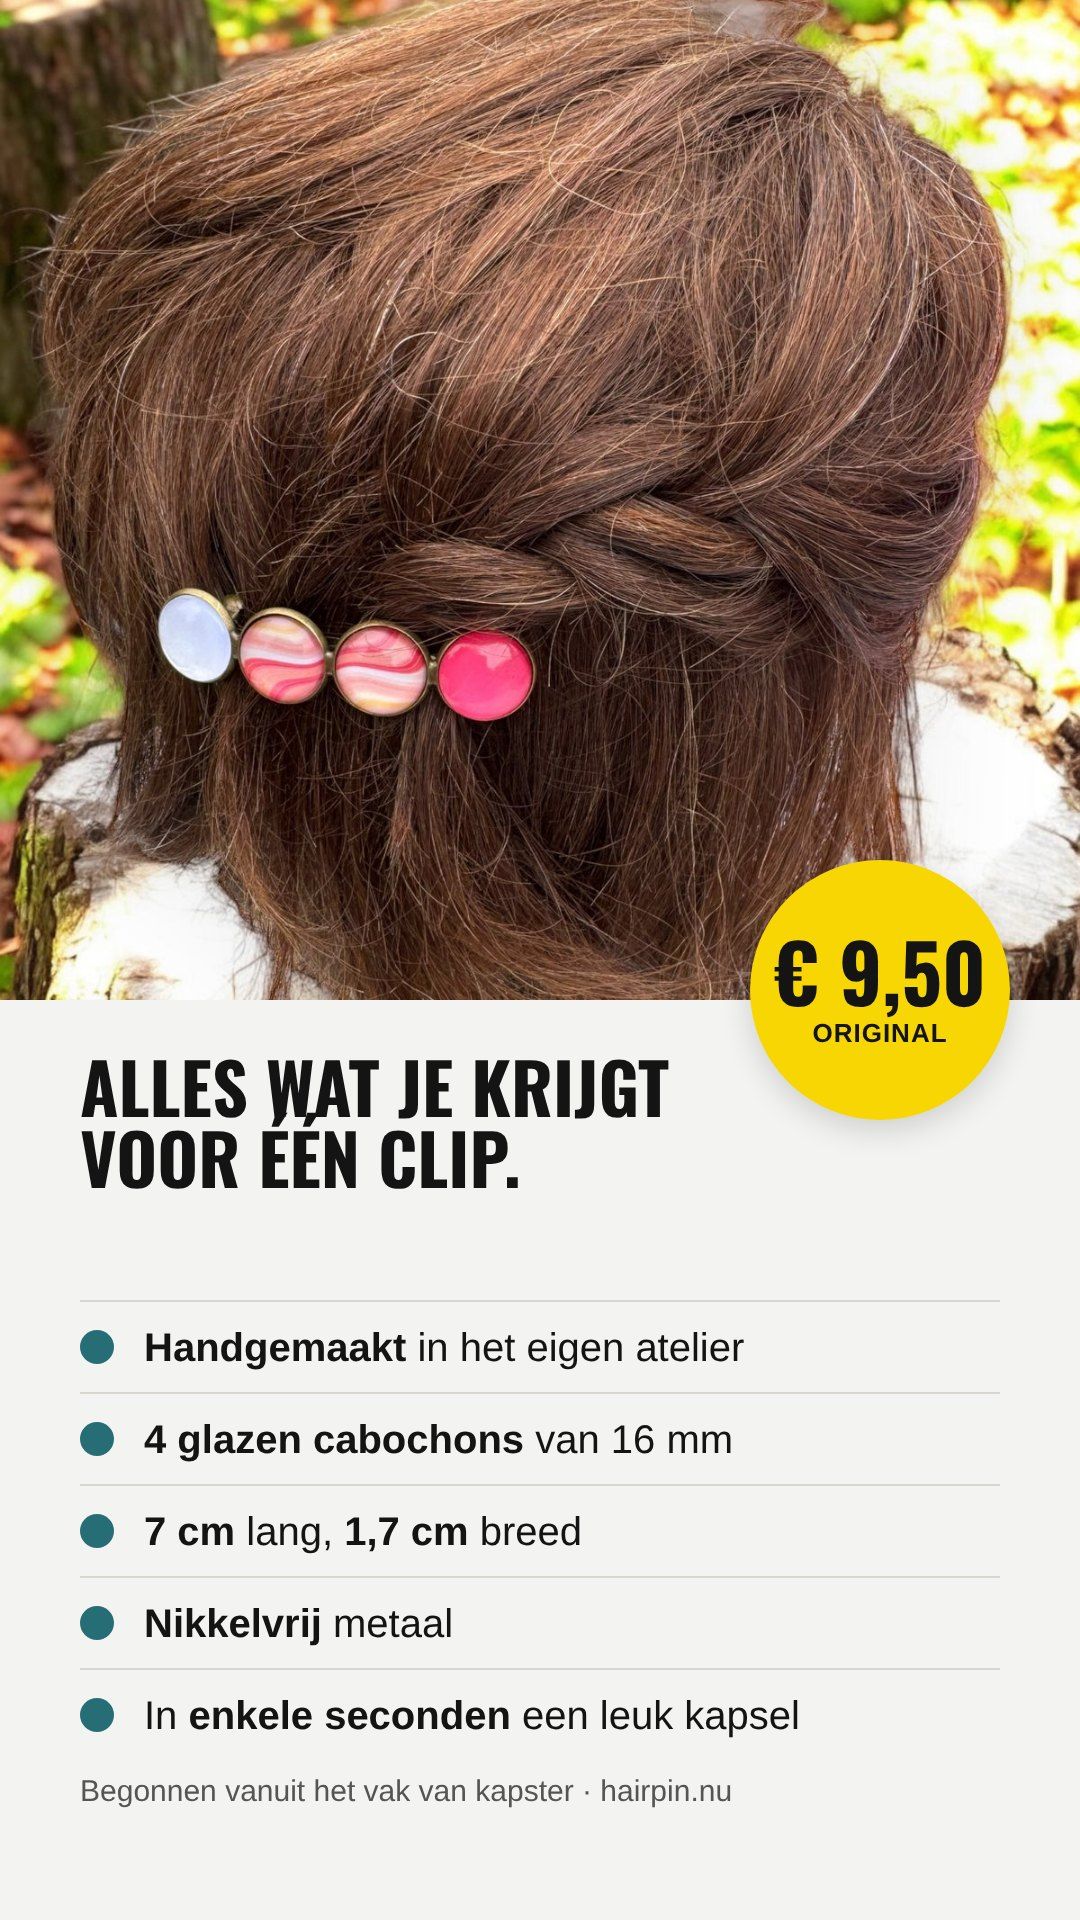 € 9,50
ORIGINAL
ALLES WAT JE KRIJGT
VOOR ÉÉN CLIP.
Handgemaakt in het eigen atelier
4 glazen cabochons van 16 mm
7 cm lang, 1,7 cm breed
Nikkelvrij metaal
In enkele seconden een leuk kapsel
Begonnen vanuit het vak van kapster · hairpin.nu